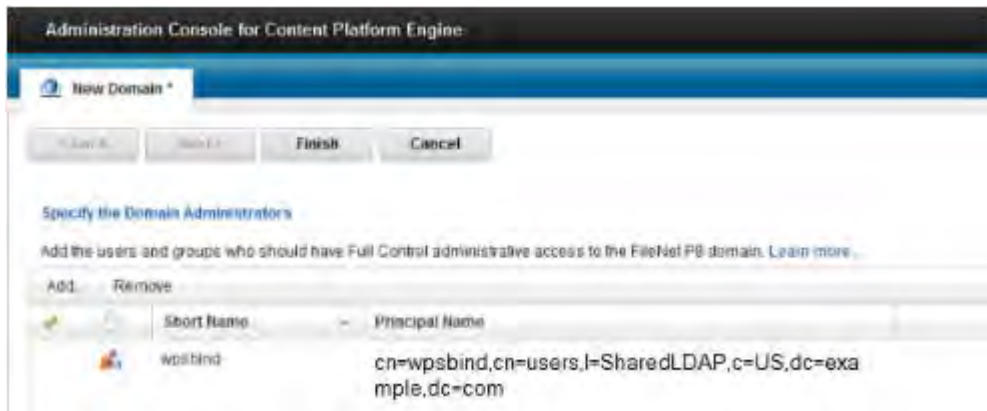 Administration Console for Content Platform Engine
New Domain *
Finish Cancel
Specify the Domain Administrators
Add the users and groups who should have Full Control administrative access to the FileNet P8 domain. Learn more...
Add Remove
Short Name Principal Name
wpsbind cn=wpsbind,cn=users,l=SharedLDAP,c=US,dc=exa
mple,dc=com